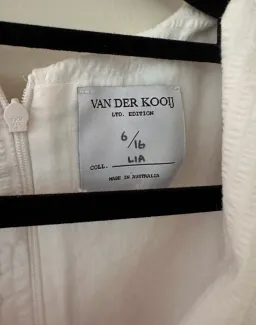 VAN DER KOOIJ
LTD. EDITION
6/16
COLL. LIA
MADE IN AUSTRALIA